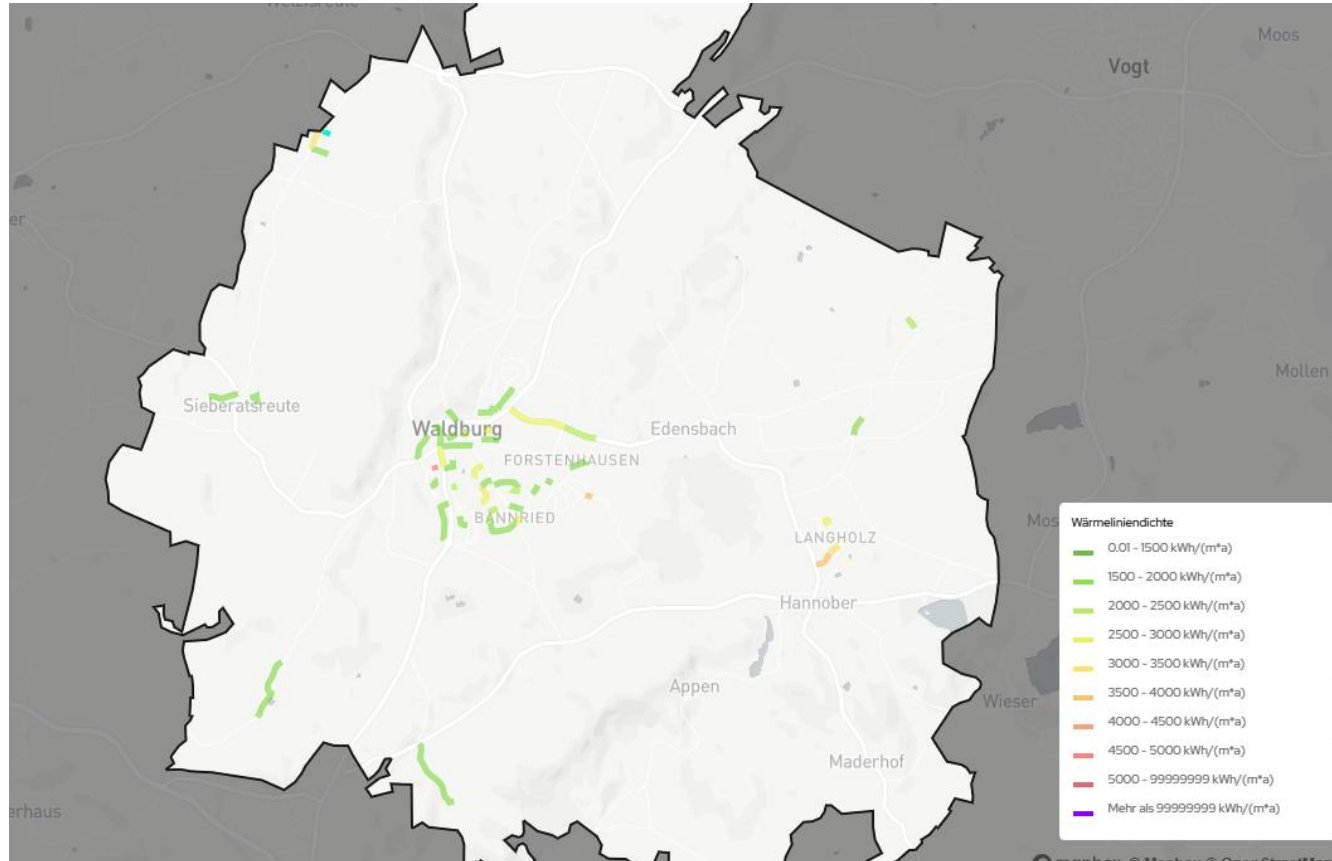 Moos
Vogt
er
Mollen
Sieberatsreute
Waldburg
Edensbach
FORSTENHAUSEN
BANNRIED
LANGHOLZ
Hannober
Appen
Wieser
Maderhof
erhaus
Wärmeliniendichte
0.01 - 1500 kWh/(m*a)
1500 - 2000 kWh/(m*a)
2000 - 2500 kWh/(m*a)
2500 - 3000 kWh/(m*a)
3000 - 3500 kWh/(m*a)
3500 - 4000 kWh/(m*a)
4000 - 4500 kWh/(m*a)
4500 - 5000 kWh/(m*a)
5000 - 99999999 kWh/(m*a)
Mehr als 99999999 kWh/(m*a)